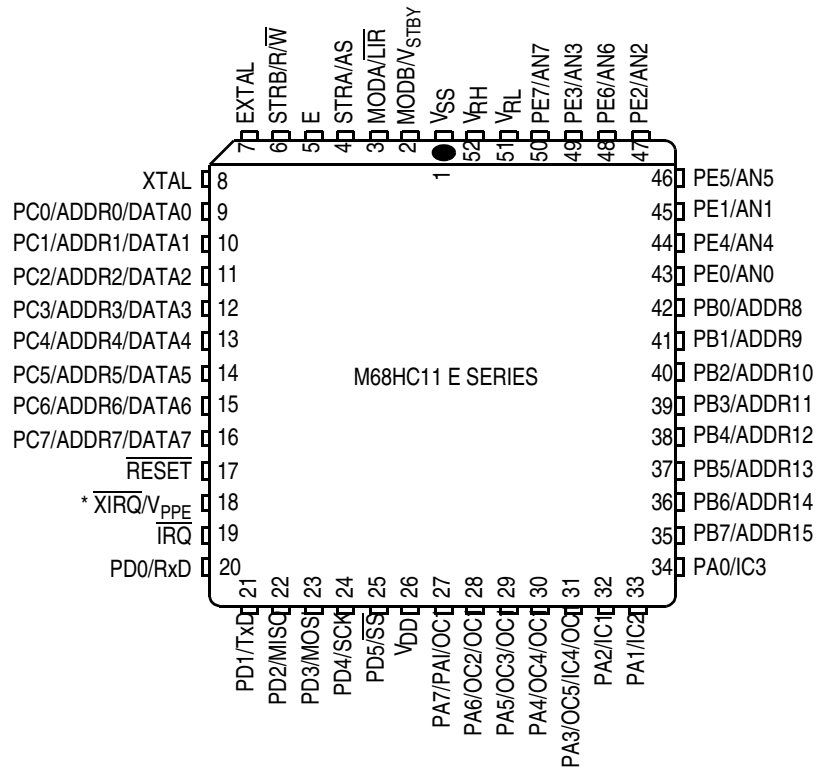 EXTAL
STRB/R/W̅
E
STRA/AS
MODA/L̅I̅R̅
MODB/VSTBY
VSS
VRH
VRL
PE7/AN7
PE3/AN3
PE6/AN6
PE2/AN2
7
6
5
4
3
2
1
52
51
50
49
48
47
XTAL 8
PC0/ADDR0/DATA0 9
PC1/ADDR1/DATA1 10
PC2/ADDR2/DATA2 11
PC3/ADDR3/DATA3 12
PC4/ADDR4/DATA4 13
PC5/ADDR5/DATA5 14
PC6/ADDR6/DATA6 15
PC7/ADDR7/DATA7 16
R̅E̅S̅E̅T̅ 17
* X̅I̅R̅Q̅/VPPE 18
I̅R̅Q̅ 19
PD0/RxD 20
M68HC11 E SERIES
46 PE5/AN5
45 PE1/AN1
44 PE4/AN4
43 PE0/AN0
42 PB0/ADDR8
41 PB1/ADDR9
40 PB2/ADDR10
39 PB3/ADDR11
38 PB4/ADDR12
37 PB5/ADDR13
36 PB6/ADDR14
35 PB7/ADDR15
34 PA0/IC3
21
22
23
24
25
26
27
28
29
30
31
32
33
PD1/TxD
PD2/MISO
PD3/MOSI
PD4/SCK
PD5/S̅S̅
VDD
PA7/PAI/OC1
PA6/OC2/OC1
PA5/OC3/OC1
PA4/OC4/OC1
PA3/OC5/IC4/OC1
PA2/IC1
PA1/IC2